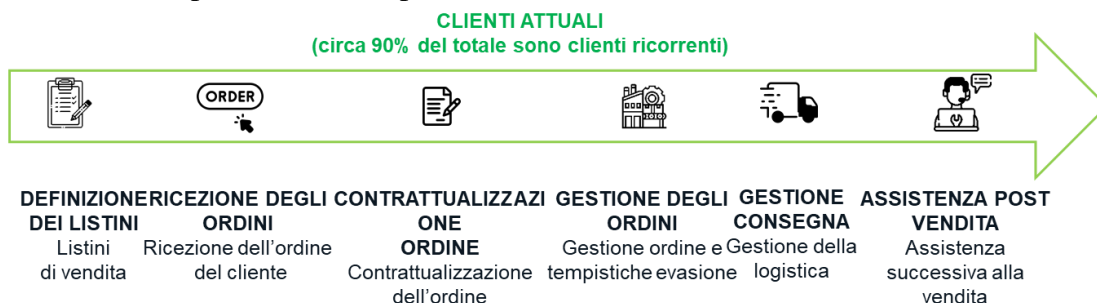 CLIENTI ATTUALI
(circa 90% del totale sono clienti ricorrenti)
ORDER
DEFINIZIONE
DEI LISTINI
Listini
di vendita
RICEZIONE DEGLI
ORDINI
Ricezione dell'ordine
del cliente
CONTRATTUALIZZAZI
ONE
ORDINE
Contrattualizzazione
dell'ordine
GESTIONE DEGLI
ORDINI
Gestione ordine e
tempistiche evasione
GESTIONE
CONSEGNA
Gestione della
logistica
ASSISTENZA POST
VENDITA
Assistenza
successiva alla
vendita